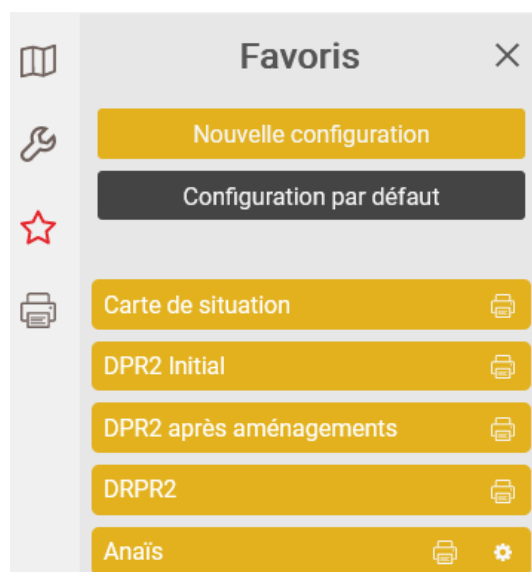 Favoris
Nouvelle configuration
Configuration par défaut
Carte de situation
DPR2 Initial
DPR2 après aménagements
DRPR2
Anaïs